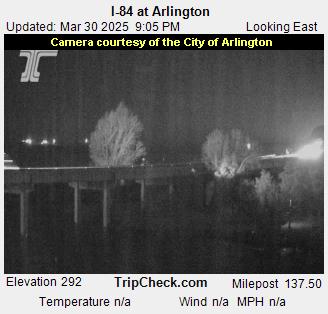 I-84 at Arlington
Updated: Mar 30 2025 9:05 PM Looking East
Camera courtesy of the City of Arlington
Elevation 292 TripCheck.com Milepost 137.50
Temperature n/a Wind n/a MPH n/a